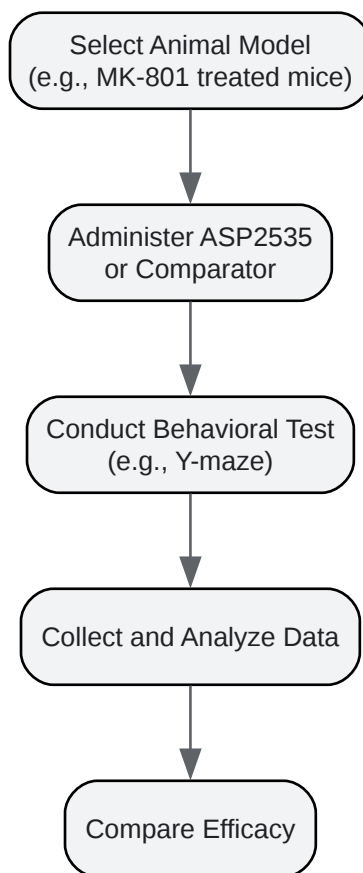 Select Animal Model
(e.g., MK-801 treated mice)
Administer ASP2535
or Comparator
Conduct Behavioral Test
(e.g., Y-maze)
Collect and Analyze Data
Compare Efficacy